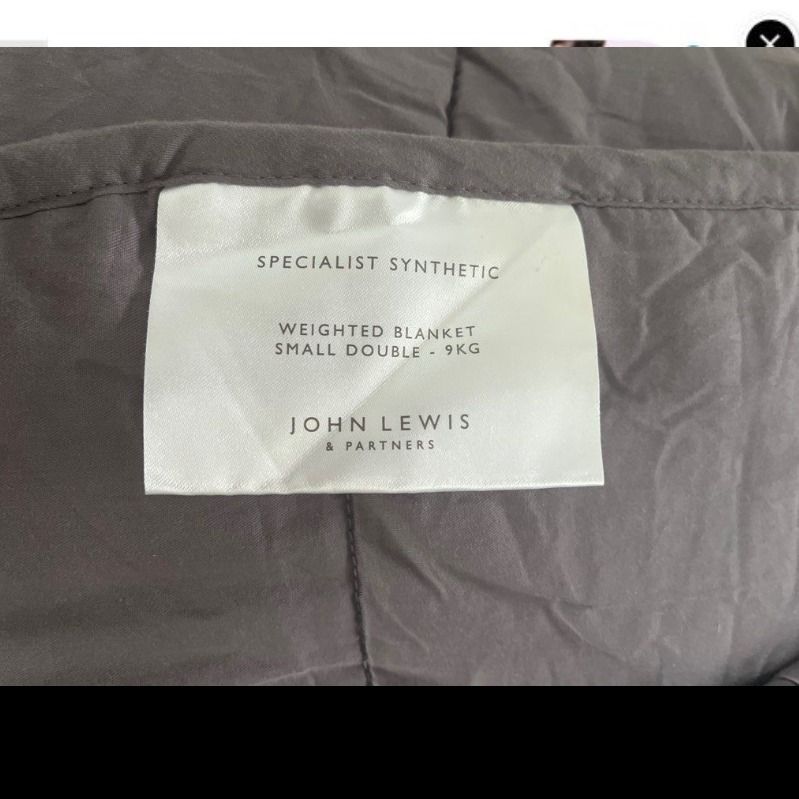 SPECIALIST SYNTHETIC
WEIGHTED BLANKET
SMALL DOUBLE - 9KG
JOHN LEWIS
& PARTNERS